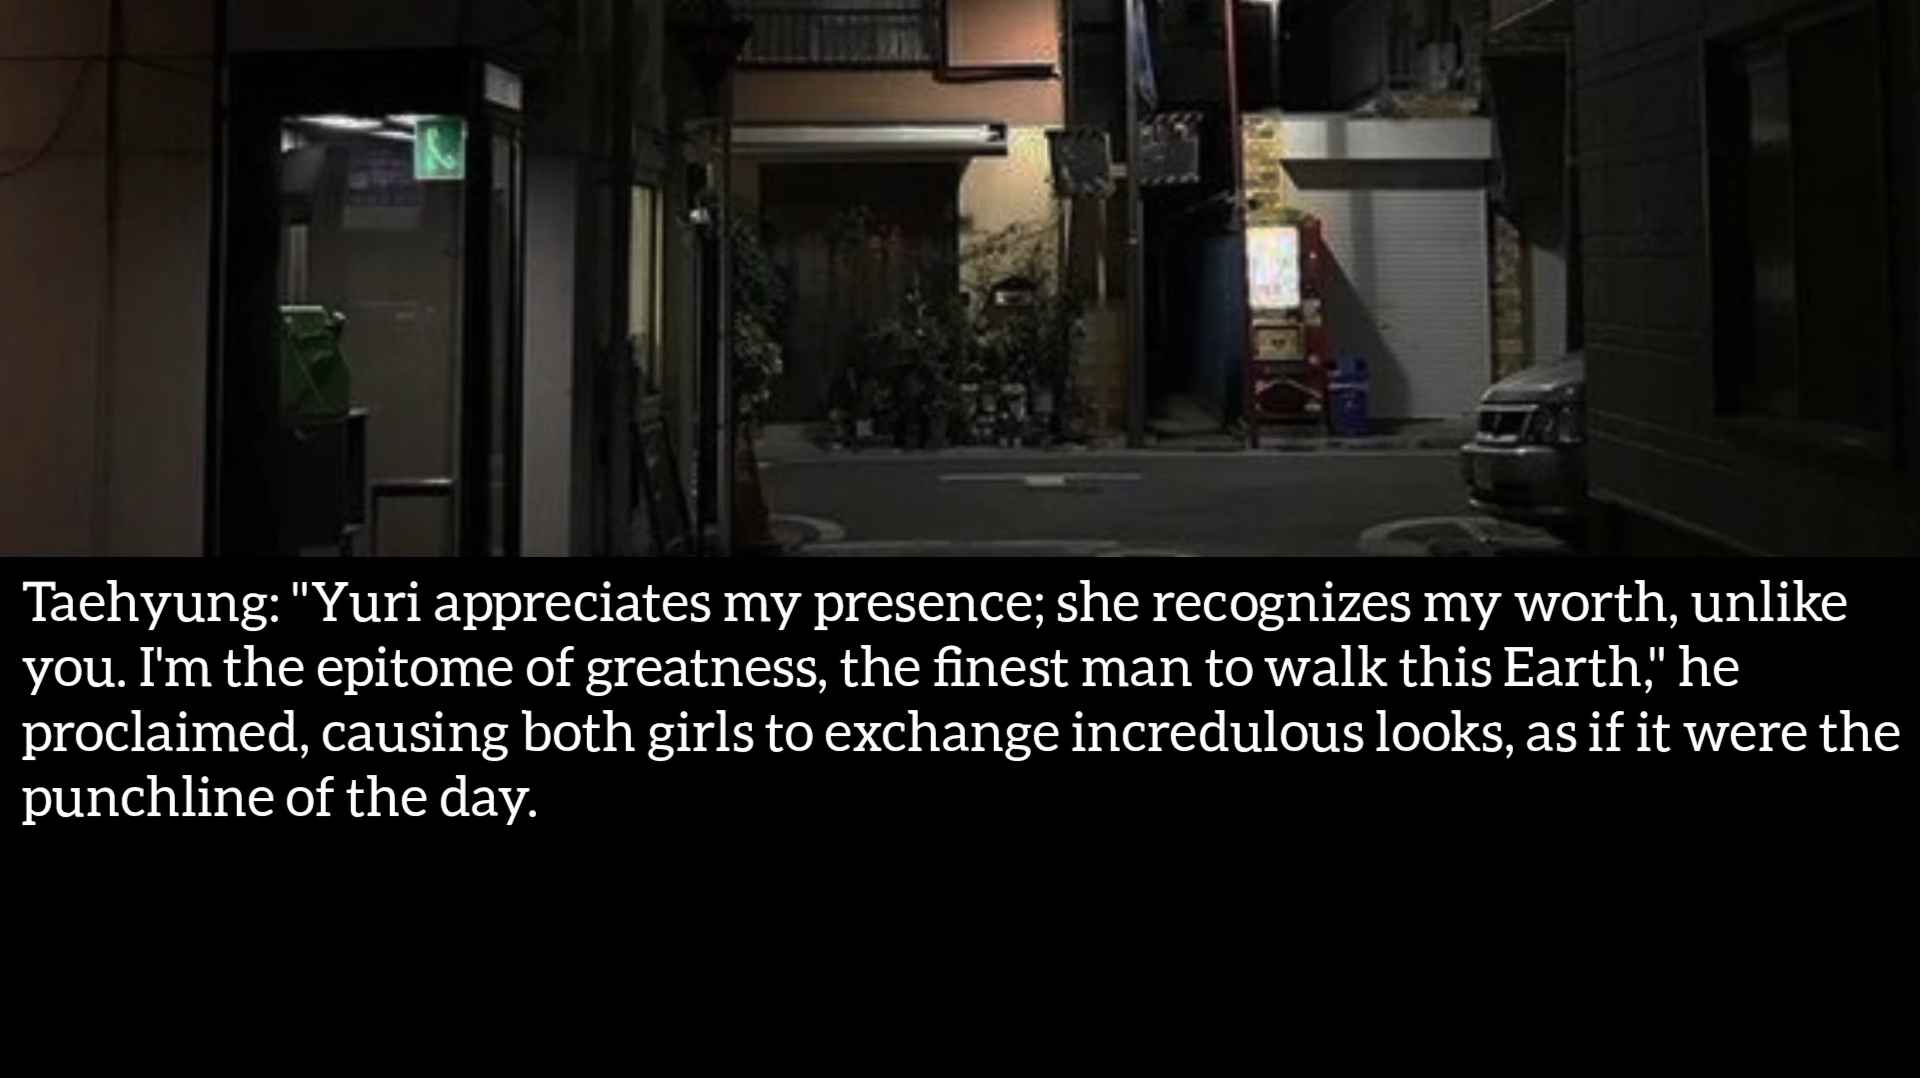 Taehyung: "Yuri appreciates my presence; she recognizes my worth, unlike
you. I'm the epitome of greatness, the finest man to walk this Earth," he
proclaimed, causing both girls to exchange incredulous looks, as if it were the
punchline of the day.